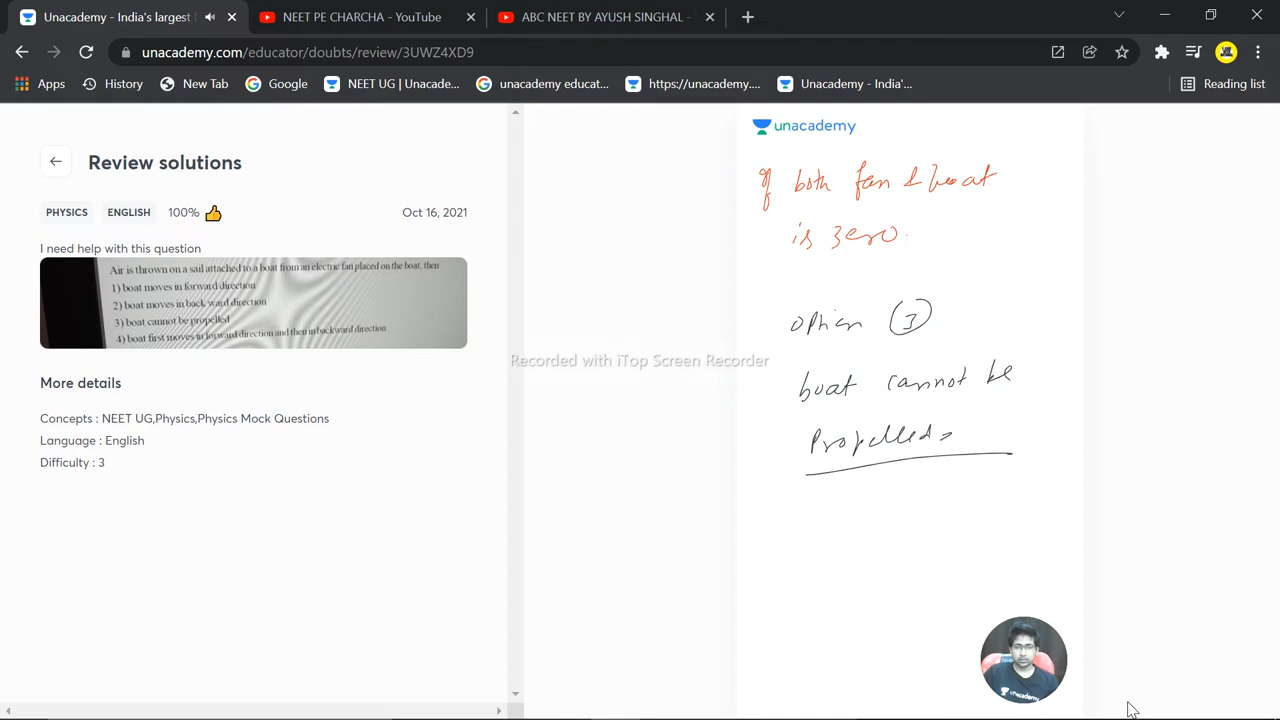 Unacademy - India's largest l
NEET PE CHARCHA - YouTube
ABC NEET BY AYUSH SINGHAL -
unacademy.com/educator/doubts/review/3UWZ4XD9
Apps
History
New Tab
Google
NEET UG | Unacade...
unacademy educat...
https://unacademy....
Unacademy - India'...
Reading list
Review solutions
PHYSICS ENGLISH 100% Oct 16, 2021
I need help with this question
Air is thrown on a sail attached to a boat from an electric fan placed on the boat, then
1) boat moves in forward direction
2) boat moves in back ward direction
3) boat cannot be propelled
4) boat first moves in forward direction and then in backward direction
More details
Concepts : NEET UG,Physics,Physics Mock Questions
Language : English
Difficulty : 3
unacademy
of both fan & boat
is zero.
option (3)
boat cannot be
Propelled.
Recorded with iTop Screen Recorder
unacademy